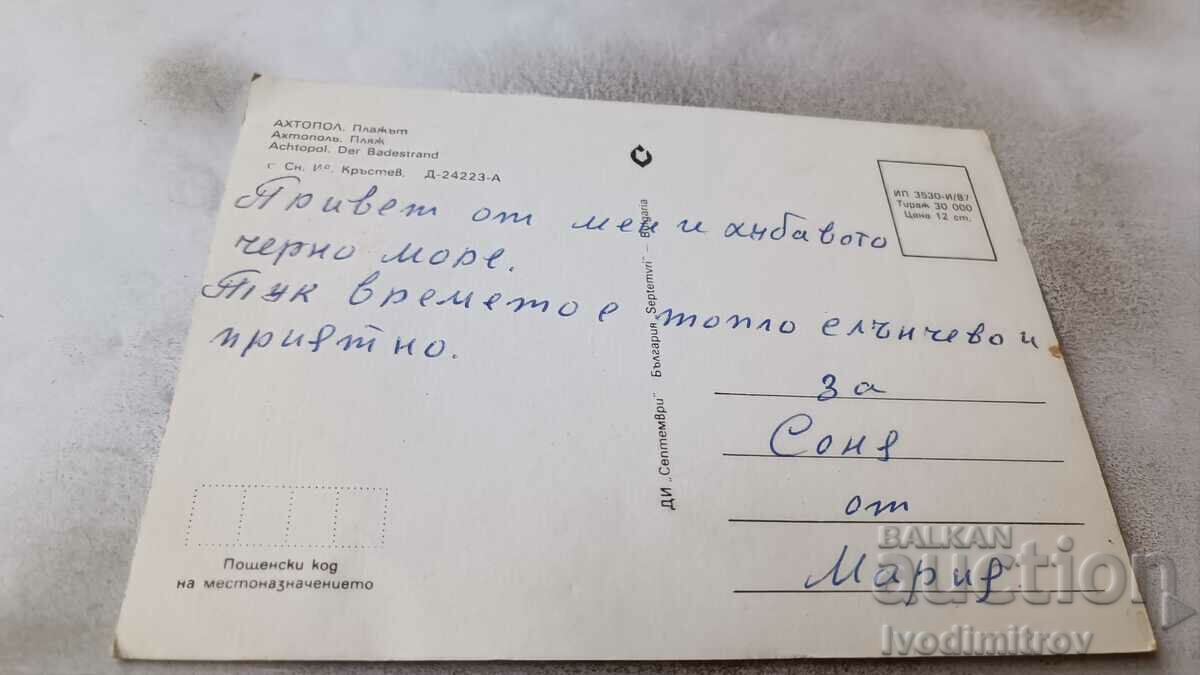 АХТОПОЛ. Плажът
Ахтополь. Пляж
Achtopol. Der Badestrand
Сн. Кръстев, Д-24223-А
Привет от мен и хубавото
черно море.
Тук времето е топло слънчево и
приятно.
ДИ „Септември" България „Septemvri" – Bulgaria
ИП 3530-И/87
Тираж 30 000
Цена 12 ст.
за
Соня
от
Мария
Пощенски код
на местоназначението
BALKAN
auction
Ivodimitrov